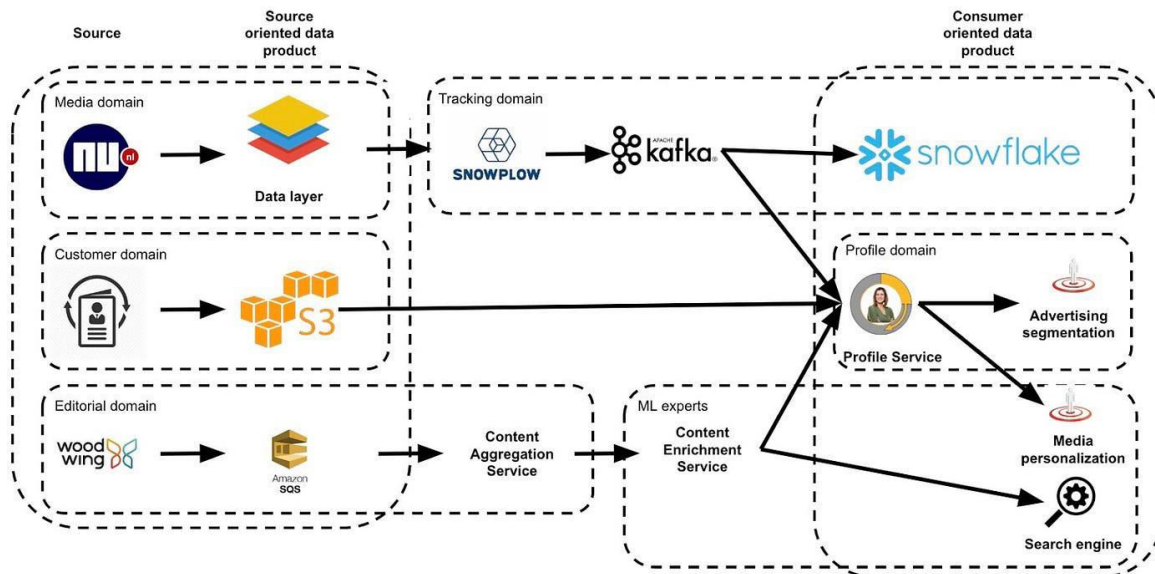 Source
Source
oriented data
product
Consumer
oriented data
product
Media domain
nu
nl
Data layer
Tracking domain
SNOWPLOW
APACHE
kafka®
snowflake
Customer domain
S3
Profile domain
Profile Service
Advertising
segmentation
Editorial domain
wood
wing
Amazon
SQS
Content
Aggregation
Service
ML experts
Content
Enrichment
Service
Media
personalization
Search engine